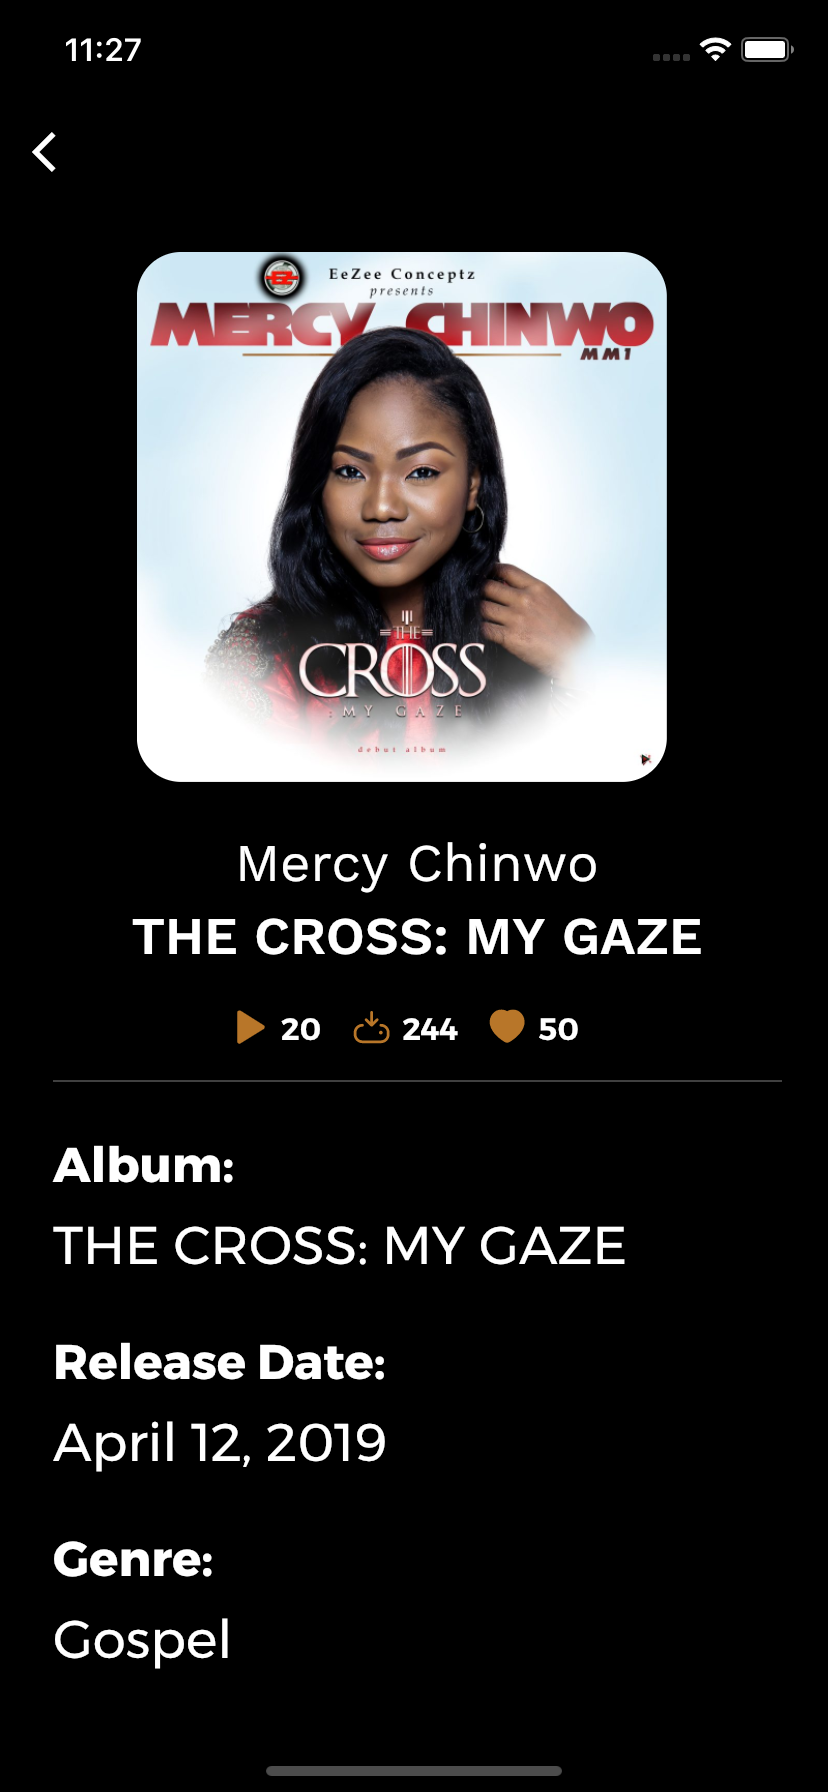 11:27
EeZee Conceptz
presents
MERCY CHINWO
MM1
THE
CROSS
: MY GAZE
debut album
Mercy Chinwo
THE CROSS: MY GAZE
20 244 50
Album:
THE CROSS: MY GAZE
Release Date:
April 12, 2019
Genre:
Gospel